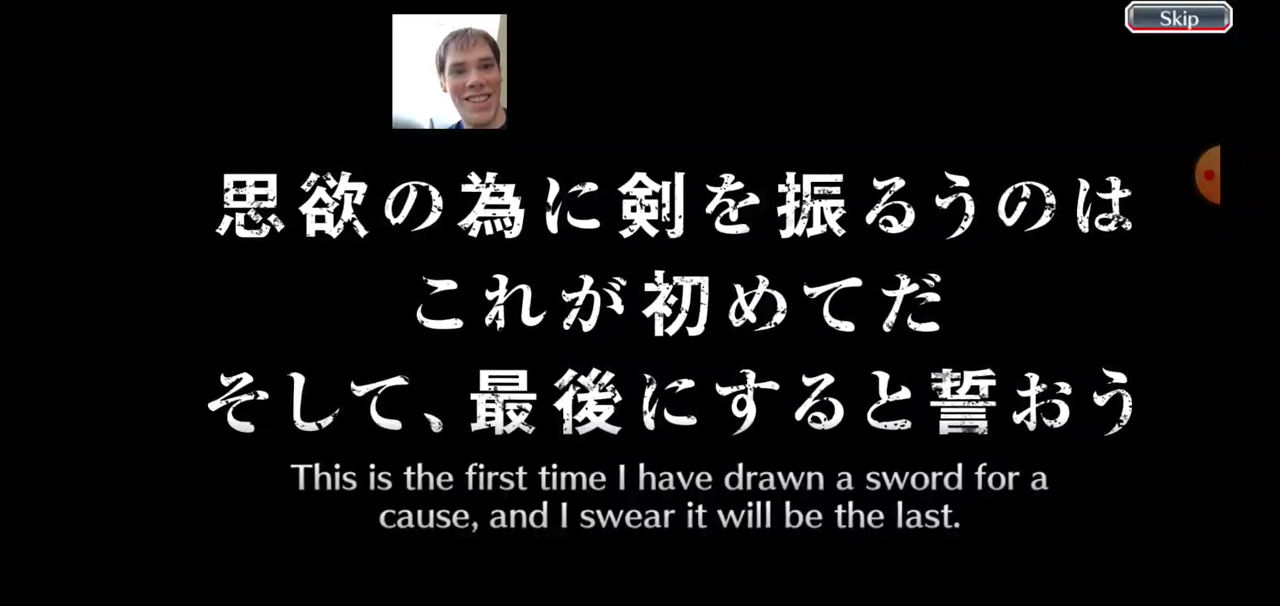 Skip
思欲の為に剣を振るうのは
これが初めてだ
そして、最後にすると誓おう
This is the first time I have drawn a sword for a
cause, and I swear it will be the last.